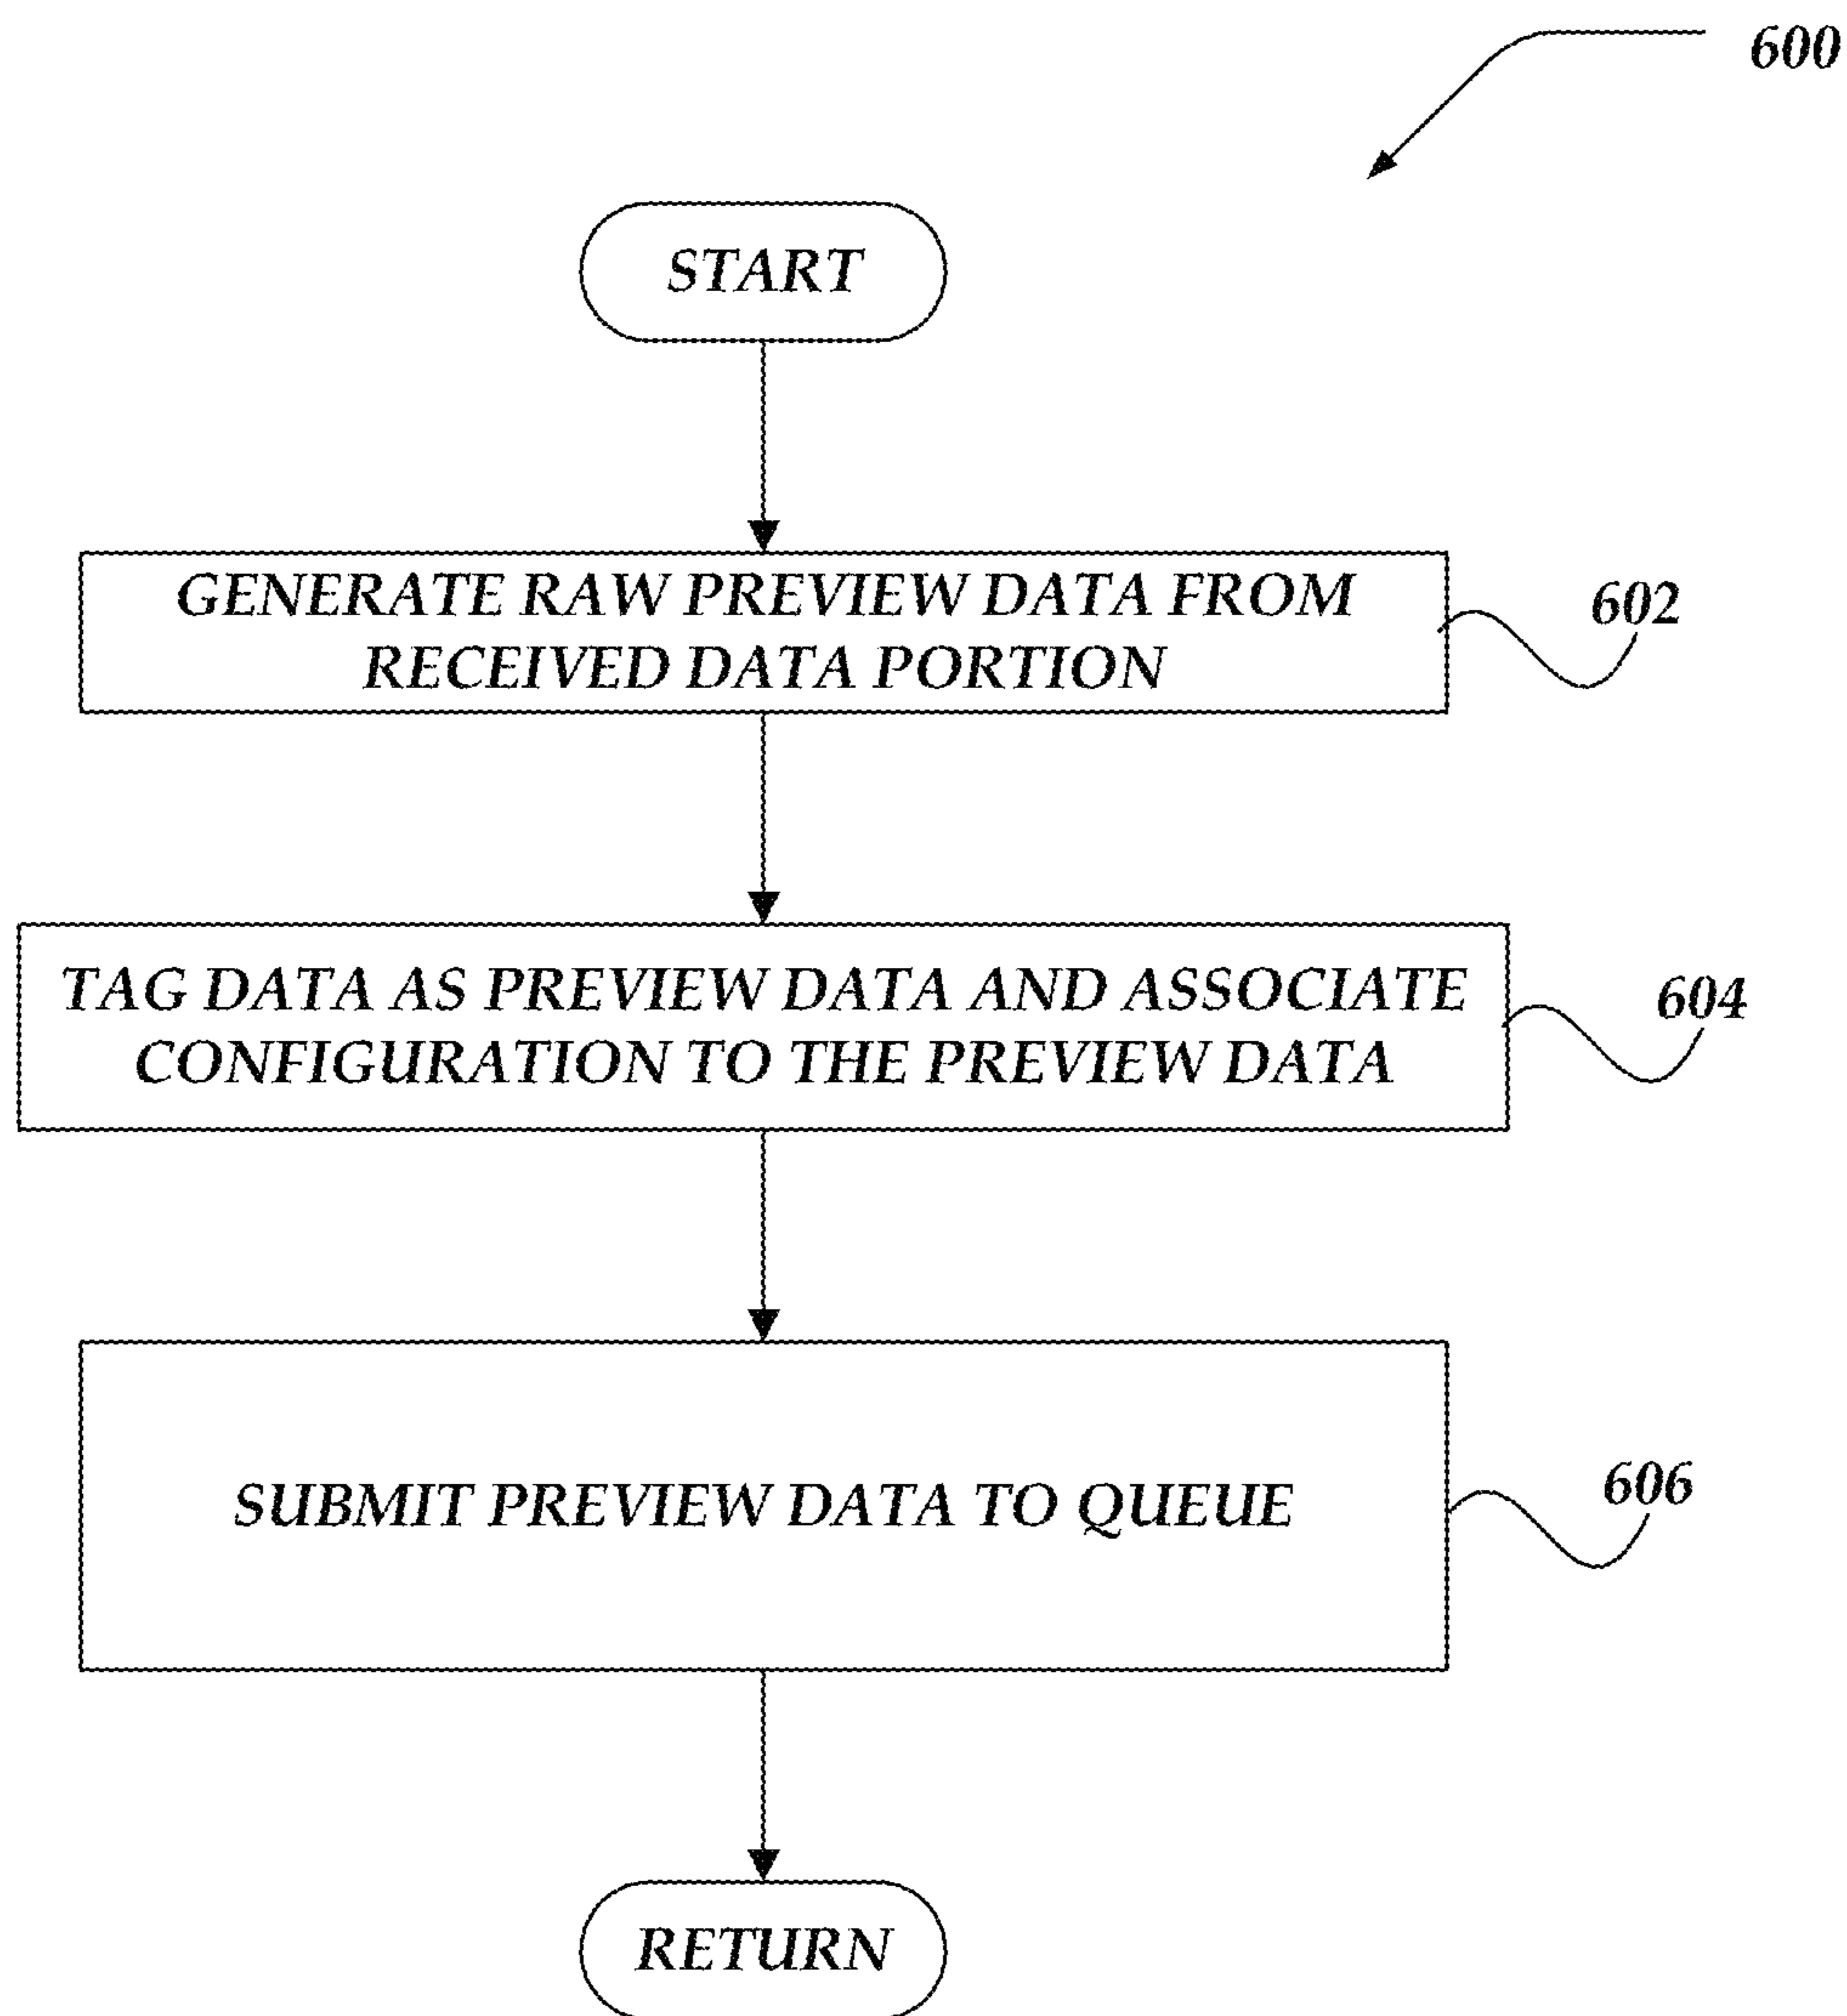 600
START
GENERATE RAW PREVIEW DATA FROM
RECEIVED DATA PORTION
602
TAG DATA AS PREVIEW DATA AND ASSOCIATE
CONFIGURATION TO THE PREVIEW DATA
604
SUBMIT PREVIEW DATA TO QUEUE
606
RETURN